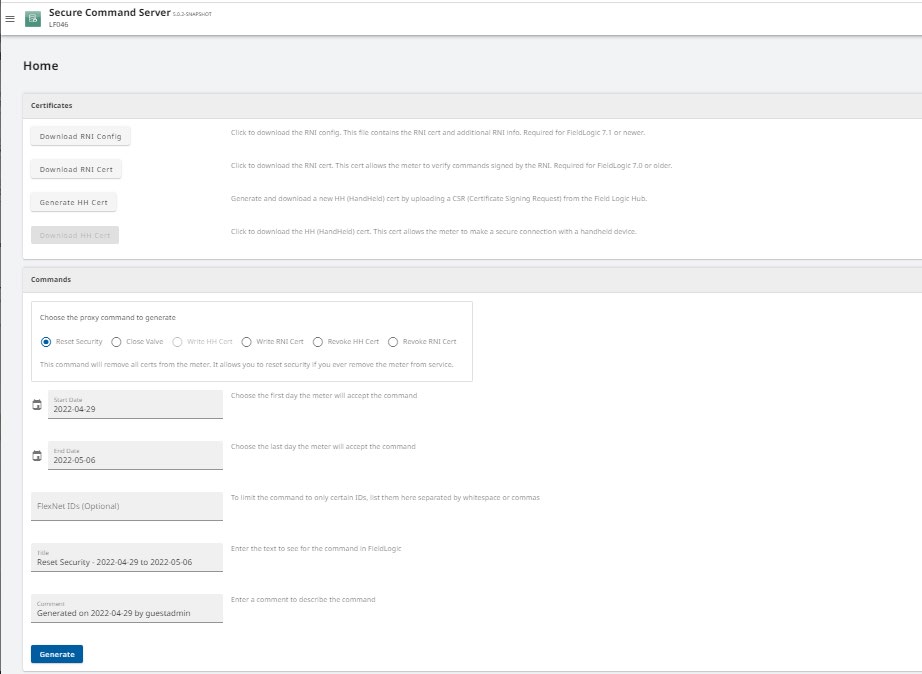 Secure Command Server 5.0.2-SNAPSHOT
LF046
Home
Certificates
Download RNI Config
Click to download the RNI config. This file contains the RNI cert and additional RNI info. Required for FieldLogic 7.1 or newer.
Download RNI Cert
Click to download the RNI cert. This cert allows the meter to verify commands signed by the RNI. Required for FieldLogic 7.0 or older.
Generate HH Cert
Generate and download a new HH (HandHeld) cert by uploading a CSR (Certificate Signing Request) from the Field Logic Hub.
Download HH Cert
Click to download the HH (HandHeld) cert. This cert allows the meter to make a secure connection with a handheld device.
Commands
Choose the proxy command to generate
Reset Security Close Valve Write HH Cert Write RNI Cert Revoke HH Cert Revoke RNI Cert
This command will remove all certs from the meter. It allows you to reset security if you ever remove the meter from service.
Start Date
2022-04-29
Choose the first day the meter will accept the command
End Date
2022-05-06
Choose the last day the meter will accept the command
FlexNet IDs (Optional)
To limit the command to only certain IDs, list them here separated by whitespace or commas
Title
Reset Security - 2022-04-29 to 2022-05-06
Enter the text to see for the command in FieldLogic
Comment
Generated on 2022-04-29 by guestadmin
Enter a comment to describe the command
Generate